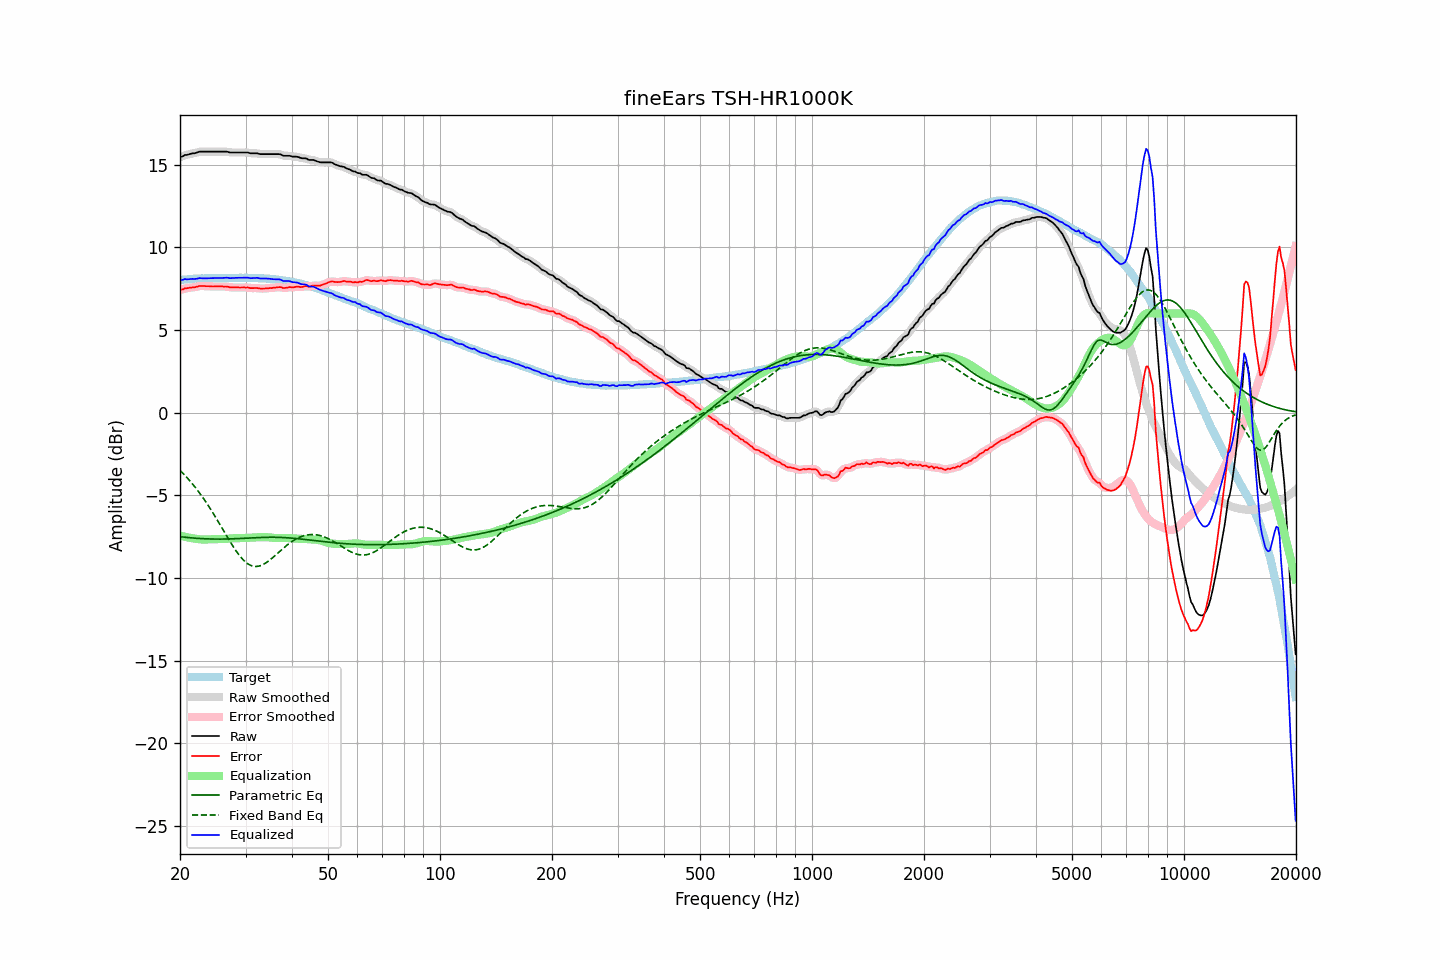 fineEars TSH-HR1000K
Amplitude (dBr)
15
10
5
0
−5
−10
−15
−20
−25
Target
Raw Smoothed
Error Smoothed
Raw
Error
Equalization
Parametric Eq
Fixed Band Eq
Equalized
20 50 100 200 500 1000 2000 5000 10000 20000
Frequency (Hz)